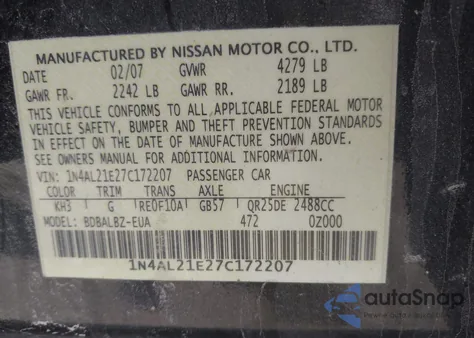 MANUFACTURED BY NISSAN MOTOR CO., LTD.
DATE 02/07 GVWR 4279 LB
GAWR FR. 2242 LB GAWR RR. 2189 LB
THIS VEHICLE CONFORMS TO ALL APPLICABLE FEDERAL MOTOR
VEHICLE SAFETY, BUMPER AND THEFT PREVENTION STANDARDS
IN EFFECT ON THE DATE OF MANUFACTURE SHOWN ABOVE.
SEE OWNERS MANUAL FOR ADDITIONAL INFORMATION.
VIN: 1N4AL21E27C172207 PASSENGER CAR
COLOR TRIM TRANS AXLE ENGINE
KH3 G RE0F10A GB57 QR25DE 2488CC
MODEL: BDBALBZ-EUA 472 0Z000
1N4AL21E27C172207
autaSnap